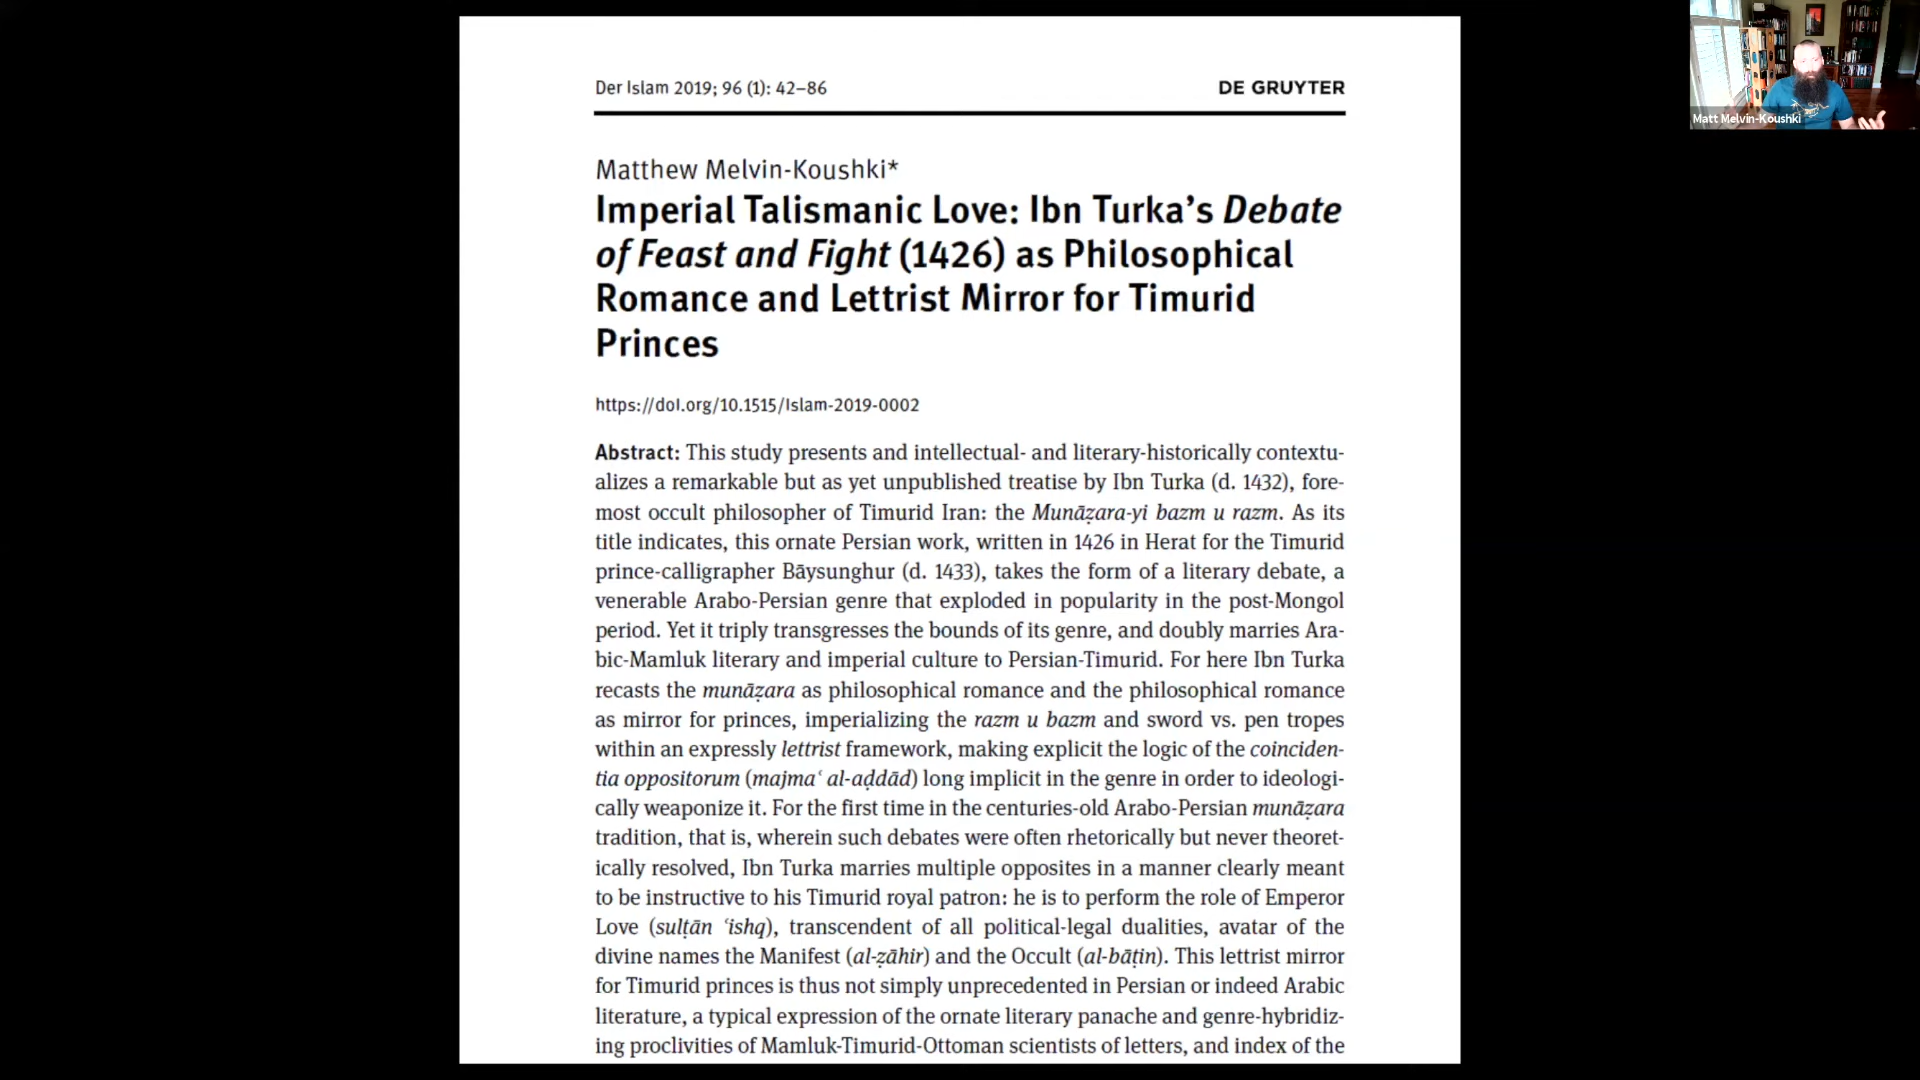 Der Islam 2019; 96 (1): 42–86 DE GRUYTER
Matthew Melvin-Koushki*
Imperial Talismanic Love: Ibn Turka’s Debate
of Feast and Fight (1426) as Philosophical
Romance and Lettrist Mirror for Timurid
Princes
https://doi.org/10.1515/islam-2019-0002
Abstract: This study presents and intellectual- and literary-historically contextu-
alizes a remarkable but as yet unpublished treatise by Ibn Turka (d. 1432), fore-
most occult philosopher of Timurid Iran: the Munāẓara-yi bazm u razm. As its
title indicates, this ornate Persian work, written in 1426 in Herat for the Timurid
prince-calligrapher Bāysunghur (d. 1433), takes the form of a literary debate, a
venerable Arabo-Persian genre that exploded in popularity in the post-Mongol
period. Yet it triply transgresses the bounds of its genre, and doubly marries Ara-
bic-Mamluk literary and imperial culture to Persian-Timurid. For here Ibn Turka
recasts the munāẓara as philosophical romance and the philosophical romance
as mirror for princes, imperializing the razm u bazm and sword vs. pen tropes
within an expressly lettrist framework, making explicit the logic of the coinciden-
tia oppositorum (majmaʿ al-aḍdād) long implicit in the genre in order to ideologi-
cally weaponize it. For the first time in the centuries-old Arabo-Persian munāẓara
tradition, that is, wherein such debates were often rhetorically but never theoret-
ically resolved, Ibn Turka marries multiple opposites in a manner clearly meant
to be instructive to his Timurid royal patron: he is to perform the role of Emperor
Love (sulṭān ʿishq), transcendent of all political-legal dualities, avatar of the
divine names the Manifest (al-ẓāhir) and the Occult (al-bāṭin). This lettrist mirror
for Timurid princes is thus not simply unprecedented in Persian or indeed Arabic
literature, a typical expression of the ornate literary panache and genre-hybridiz-
ing proclivities of Mamluk-Timurid-Ottoman scientists of letters, and index of the
Matt Melvin-Koushki